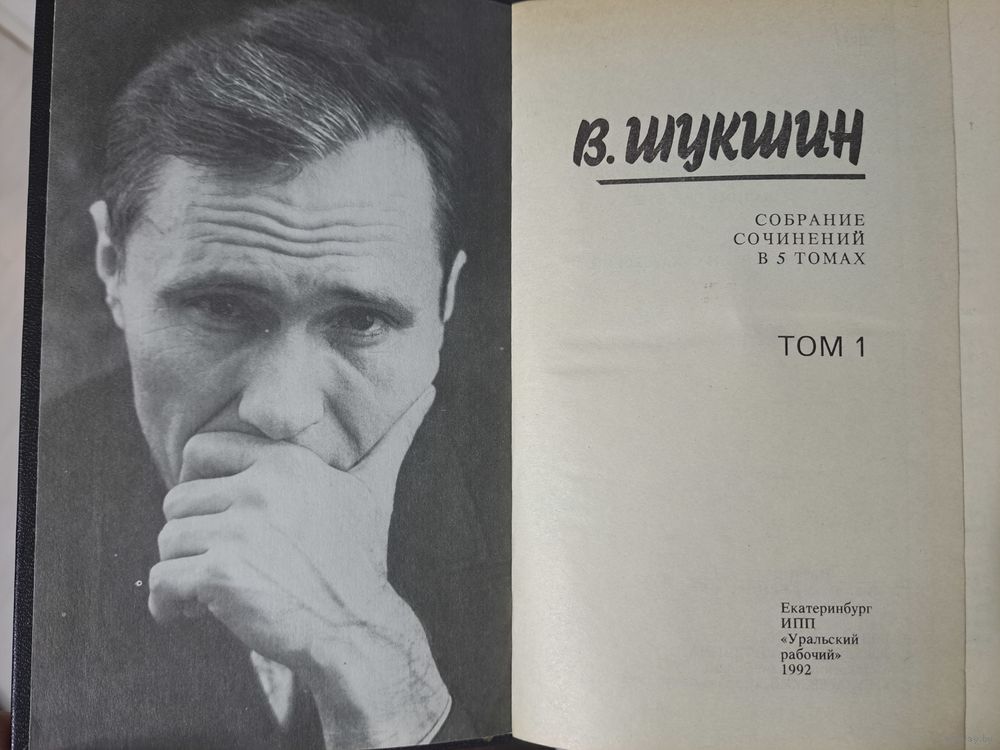 В. Шукшин
СОБРАНИЕ
СОЧИНЕНИЙ
В 5 ТОМАХ
ТОМ 1
Екатеринбург
ИПП
«Уральский
рабочий»
1992